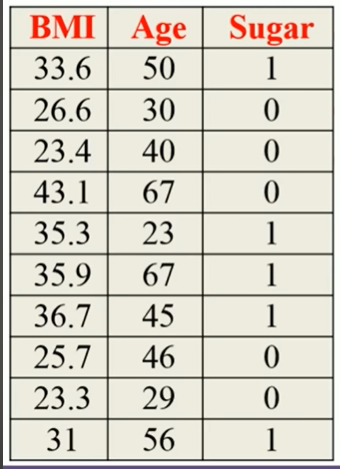 BMI Age Sugar
33.6 50 1
26.6 30 0
23.4 40 0
43.1 67 0
35.3 23 1
35.9 67 1
36.7 45 1
25.7 46 0
23.3 29 0
31 56 1